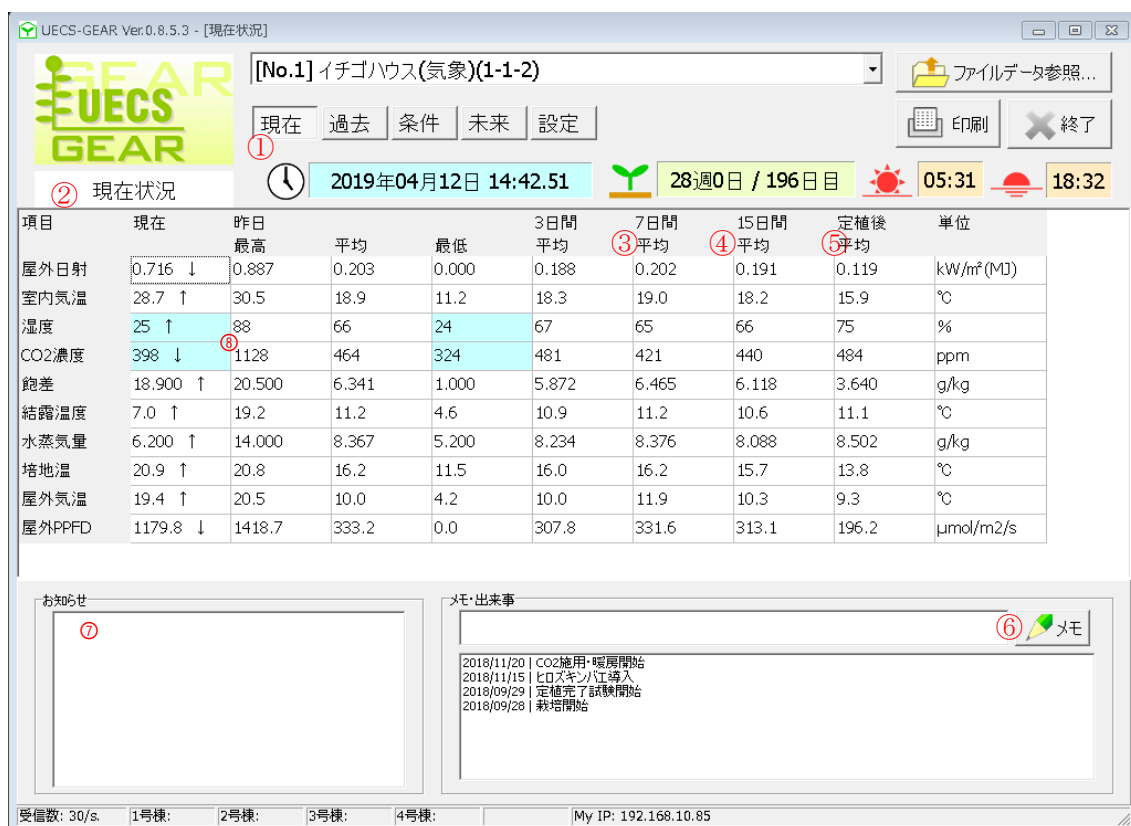 UECS-GEAR Ver.0.8.5.3 - [現在状況]
GEAR
UECS
GEAR
[No.1] イチゴハウス(気象)(1-1-2)
ファイルデータ参照...
現在 過去 条件 未来 設定
印刷 終了
①
② 現在状況
2019年04月12日 14:42.51
28週0日 / 196日目
05:31
18:32
項目 現在 昨日 3日間 7日間 15日間 定植後 単位
最高 平均 最低 平均 ③平均 ④平均 ⑤平均
屋外日射 0.716 ↓ 0.887 0.203 0.000 0.188 0.202 0.191 0.119 kW/㎡(MJ)
室内気温 28.7 ↑ 30.5 18.9 11.2 18.3 19.0 18.2 15.9 ℃
湿度 25 ↑ 88 66 24 67 65 66 75 %
⑧
CO2濃度 398 ↓ 1128 464 324 481 421 440 484 ppm
飽差 18.900 ↑ 20.500 6.341 1.000 5.872 6.465 6.118 3.640 g/kg
結露温度 7.0 ↑ 19.2 11.2 4.6 10.9 11.2 10.6 11.1 ℃
水蒸気量 6.200 ↑ 14.000 8.367 5.200 8.234 8.376 8.088 8.502 g/kg
培地温 20.9 ↑ 20.8 16.2 11.5 16.0 16.2 15.7 13.8 ℃
屋外気温 19.4 ↑ 20.5 10.0 4.2 10.0 11.9 10.3 9.3 ℃
屋外PPFD 1179.8 ↓ 1418.7 333.2 0.0 307.8 331.6 313.1 196.2 μmol/m2/s
お知らせ
⑦
メモ・出来事
⑥ メモ
2018/11/20 | CO2施用・暖房開始
2018/11/15 | ヒロズキンバエ導入
2018/09/29 | 定植完了試験開始
2018/09/28 | 栽培開始
受信数: 30/s. 1号棟: 2号棟: 3号棟: 4号棟: My IP: 192.168.10.85